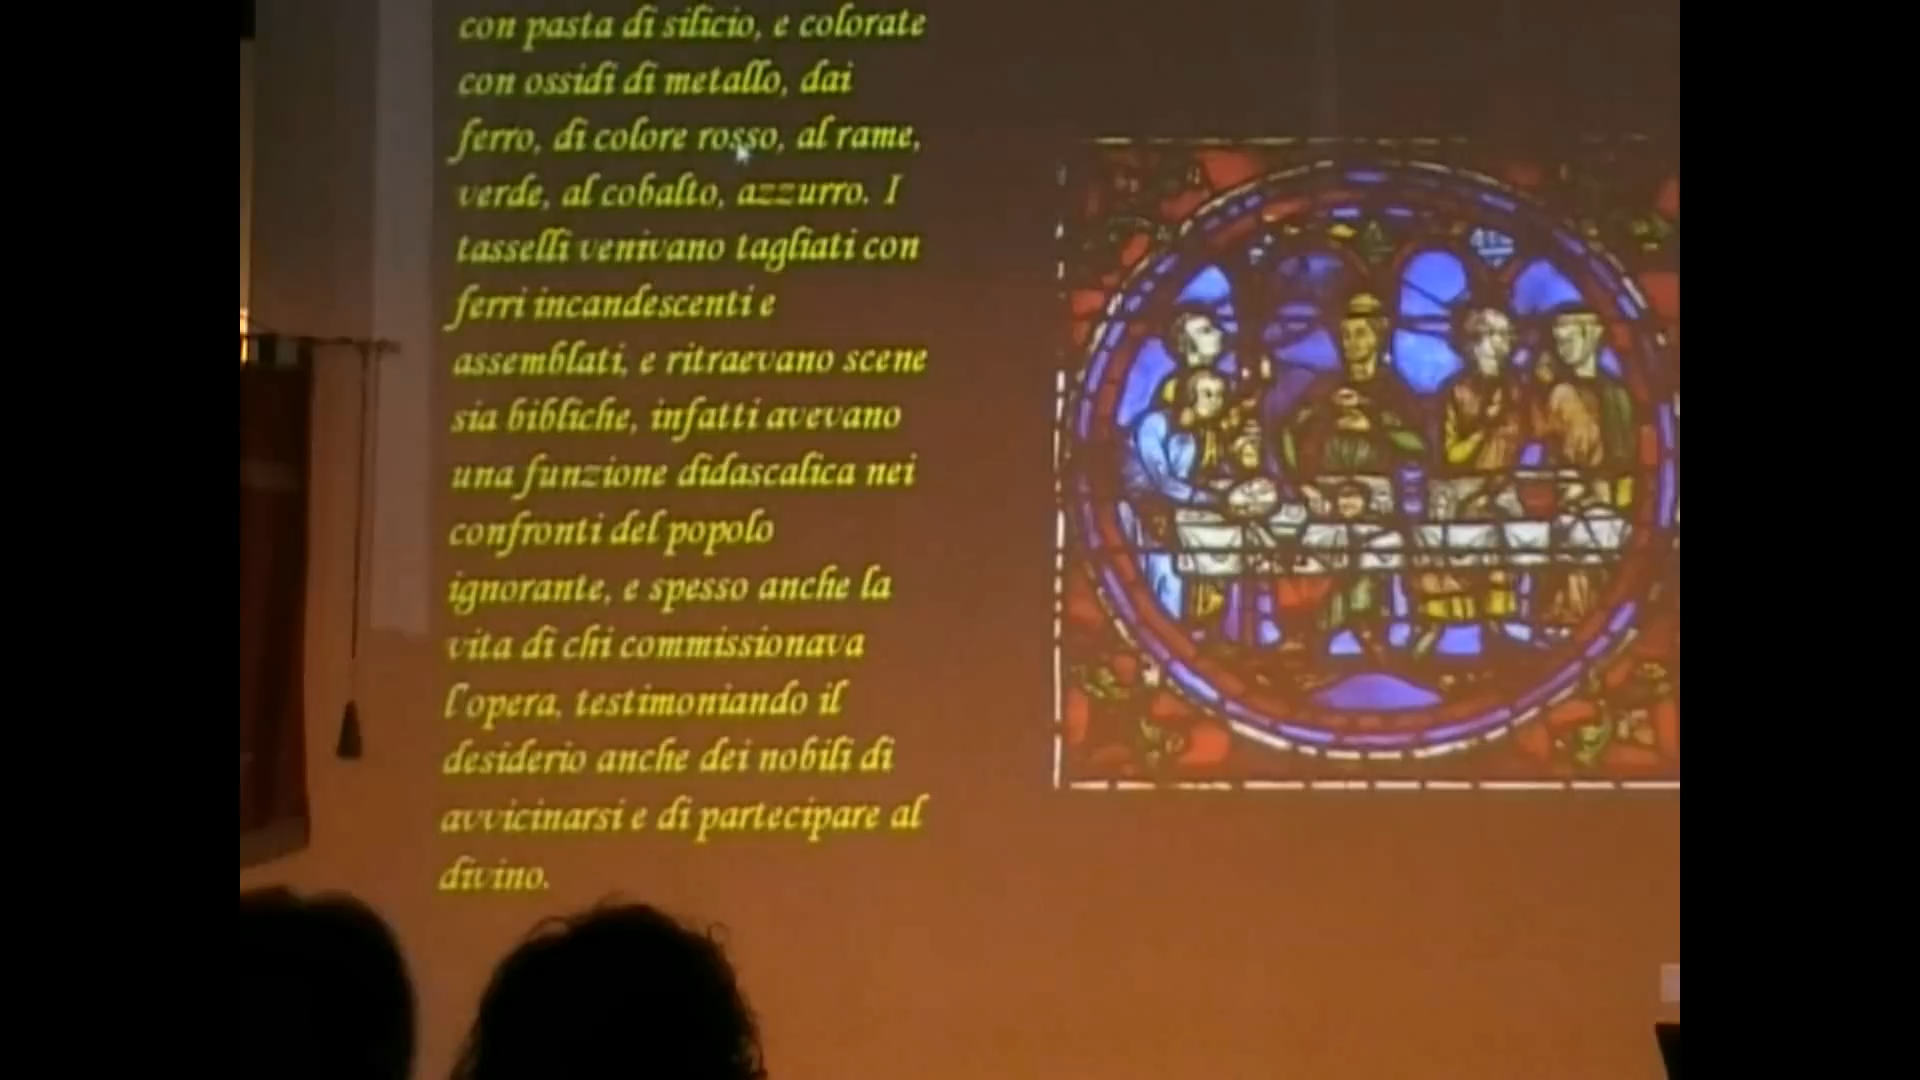 con pasta di silicio, e colorate
con ossidi di metallo, dai
ferro, di colore rosso, al rame,
verde, al cobalto, azzurro. I
tasselli venivano tagliati con
ferri incandescenti e
assemblati, e ritraevano scene
sia bibliche, infatti avevano
una funzione didascalica nei
confronti del popolo
ignorante, e spesso anche la
vita di chi commissionava
l'opera, testimoniando il
desiderio anche dei nobili di
avvicinarsi e di partecipare al
divino.